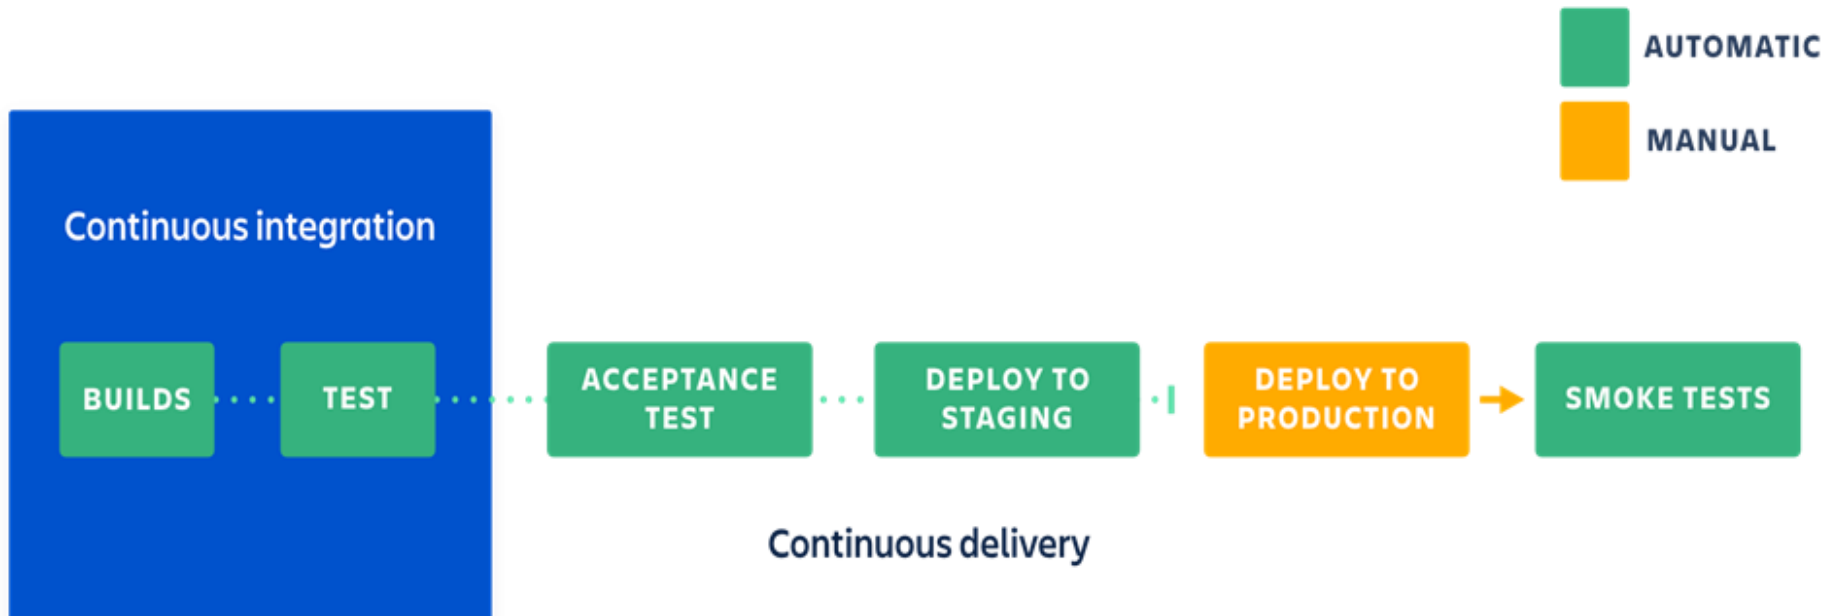 AUTOMATIC
MANUAL
Continuous integration
BUILDS
TEST
ACCEPTANCE
TEST
DEPLOY TO
STAGING
DEPLOY TO
PRODUCTION
SMOKE TESTS
Continuous delivery